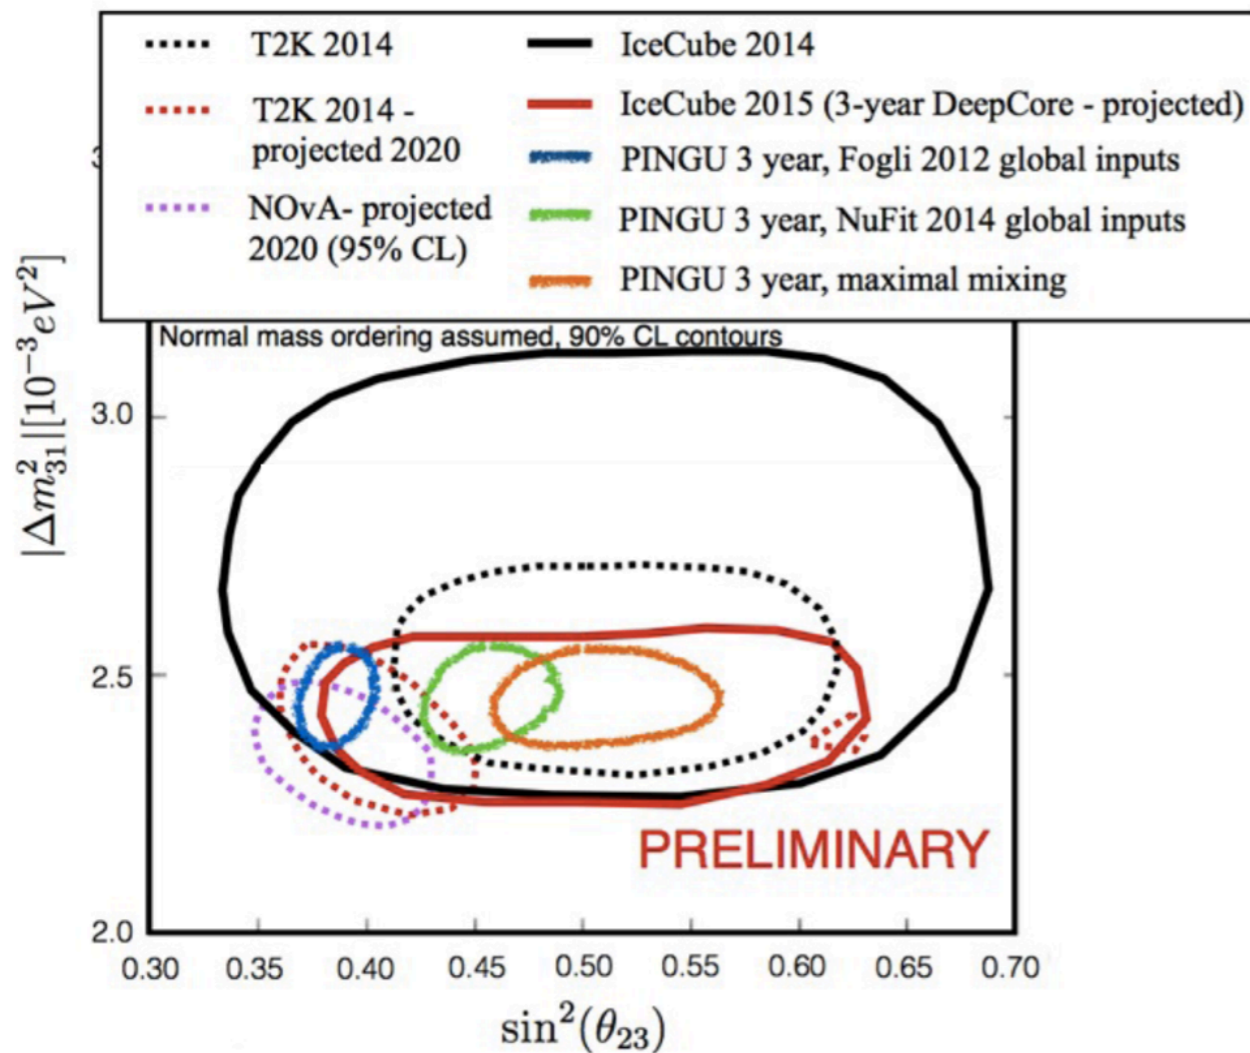 T2K 2014
T2K 2014 -
projected 2020
NOvA- projected
2020 (95% CL)
IceCube 2014
IceCube 2015 (3-year DeepCore - projected)
PINGU 3 year, Fogli 2012 global inputs
PINGU 3 year, NuFit 2014 global inputs
PINGU 3 year, maximal mixing
Normal mass ordering assumed, 90% CL contours
|Δm²₃₁|[10⁻³eV²]
3.0
2.5
2.0
PRELIMINARY
0.30 0.35 0.40 0.45 0.50 0.55 0.60 0.65 0.70
sin²(θ₂₃)